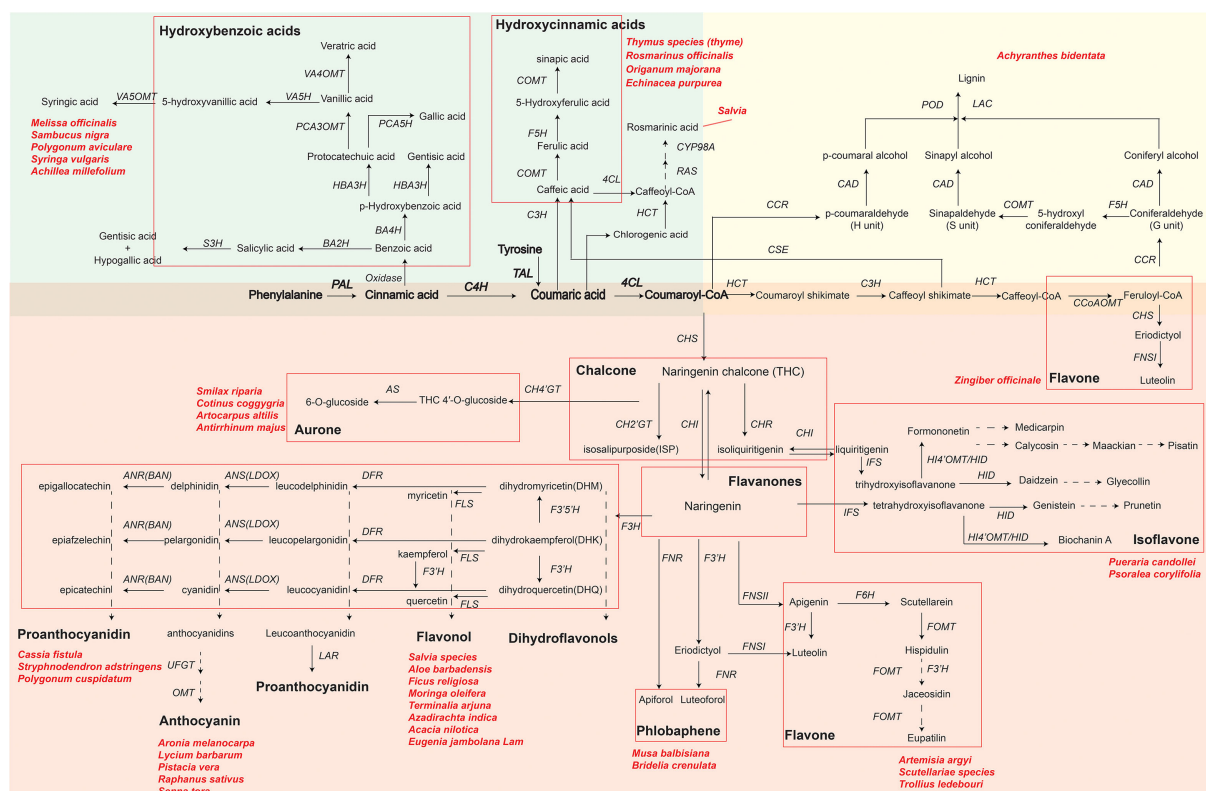 Hydroxybenzoic acids
Veratric acid
VA4OMT
Syringic acid
VA5OMT
5-hydroxyvanillic acid
VA5H
Vanillic acid
PCA3OMT
PCA5H
Gallic acid
Melissa officinalis
Sambucus nigra
Polygonum aviculare
Syringa vulgaris
Achillea millefolium
Protocatechuic acid
Gentisic acid
HBA3H
HBA3H
p-Hydroxybenzoic acid
BA4H
Gentisic acid
+
Hypogallic acid
S3H
Salicylic acid
BA2H
Benzoic acid
Oxidase
Hydroxycinnamic acids
sinapic acid
COMT
5-Hydroxyferulic acid
F5H
Ferulic acid
COMT
Caffeic acid
4CL
Caffeoyl-CoA
C3H
HCT
Chlorogenic acid
Rosmarinic acid
CYP98A
RAS
Thymus species (thyme)
Rosmarinus officinalis
Origanum majorana
Echinacea purpurea
Salvia
Tyrosine
TAL
Achyranthes bidentata
Lignin
POD
LAC
p-coumaral alcohol
Sinapyl alcohol
Coniferyl alcohol
CAD
CAD
CAD
CCR
p-coumaraldehyde
(H unit)
Sinapaldehyde
(S unit)
COMT
5-hydroxyl
coniferaldehyde
F5H
Coniferaldehyde
(G unit)
CSE
CCR
Phenylalanine
PAL
Cinnamic acid
C4H
Coumaric acid
4CL
Coumaroyl-CoA
HCT
Coumaroyl shikimate
C3H
Caffeoyl shikimate
HCT
Caffeoyl-CoA
CCoAOMT
Feruloyl-CoA
CHS
Eriodictyol
FNSI
Luteolin
Flavone
Zingiber officinale
CHS
Chalcone
Naringenin chalcone (THC)
CH2'GT
CHI
CHR
CHI
isosalipurposide(ISP)
isoliquiritigenin
Smilax riparia
Cotinus coggygria
Artocarpus altilis
Antirrhinum majus
6-O-glucoside
AS
THC 4′-O-glucoside
CH4'GT
Aurone
liquiritigenin
IFS
Formononetin
Medicarpin
Calycosin
Maackian
Pisatin
HI4'OMT/HID
trihydroxyisoflavanone
HID
Daidzein
Glyecollin
IFS
tetrahydroxyisoflavanone
HID
Genistein
Prunetin
HI4'OMT/HID
Biochanin A
Isoflavone
Pueraria candollei
Psoralea corylifolia
Flavanones
Naringenin
F3H
epigallocatechin
ANR(BAN)
delphinidin
ANS(LDOX)
leucodelphinidin
DFR
myricetin
FLS
dihydromyricetin(DHM)
F3'5'H
epiafzelechin
ANR(BAN)
pelargonidin
ANS(LDOX)
leucopelargonidin
DFR
kaempferol
FLS
dihydrokaempferol(DHK)
F3'H
F3'H
epicatechin
ANR(BAN)
cyanidin
ANS(LDOX)
leucocyanidin
DFR
quercetin
FLS
dihydroquercetin(DHQ)
Proanthocyanidin
Cassia fistula
Stryphnodendron adstringens
Polygonum cuspidatum
anthocyanidins
UFGT
OMT
Anthocyanin
Aronia melanocarpa
Lycium barbarum
Pistacia vera
Raphanus sativus
Leucoanthocyanidin
LAR
Proanthocyanidin
Flavonol
Salvia species
Aloe barbadensis
Ficus religiosa
Moringa oleifera
Terminalia arjuna
Azadirachta indica
Acacia nilotica
Eugenia jambolana Lam
Dihydroflavonols
FNR
F3'H
FNSII
Eriodictyol
FNSI
FNR
Apiforol
Luteoforol
Phlobaphene
Musa balbisiana
Bridelia crenulata
Apigenin
F6H
Scutellarein
F3'H
FOMT
Luteolin
Hispidulin
FOMT
F3'H
Jaceosidin
FOMT
Eupatilin
Flavone
Artemisia argyi
Scutellariae species
Trollius ledebouri